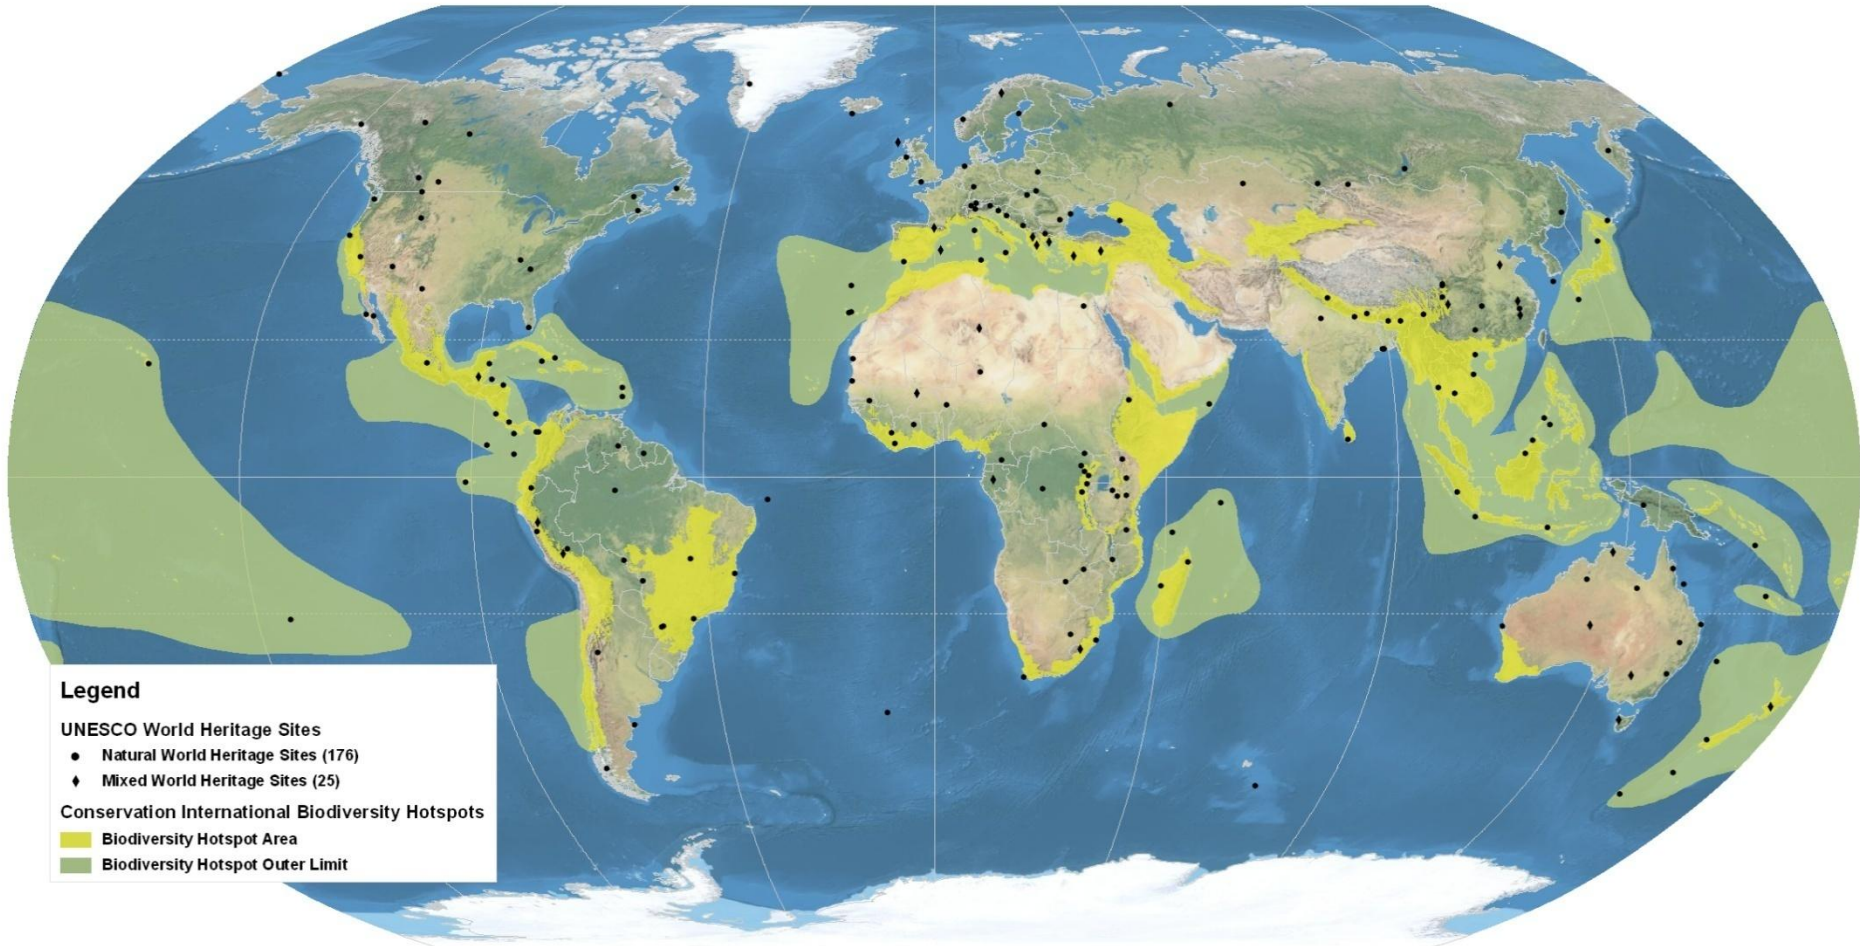 Legend
UNESCO World Heritage Sites
Natural World Heritage Sites (176)
Mixed World Heritage Sites (25)
Conservation International Biodiversity Hotspots
Biodiversity Hotspot Area
Biodiversity Hotspot Outer Limit